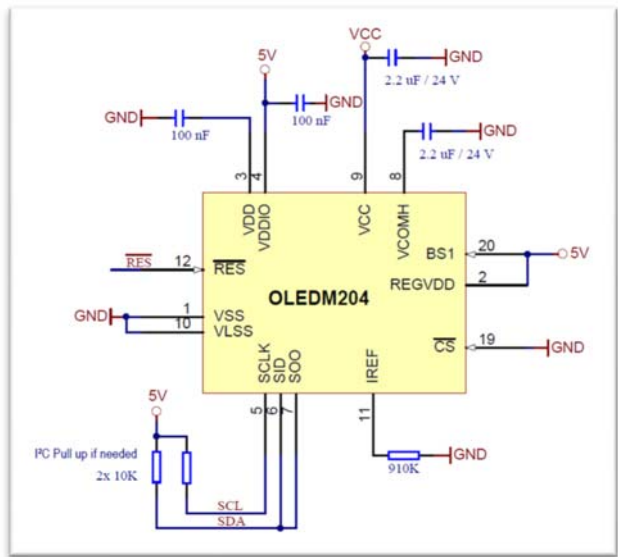 VCC
5V
GND
2.2 uF / 24 V
GND
100 nF
GND
100 nF
GND
2.2 uF / 24 V
3
4
9
8
VDD
VDDIO
VCC
VCOMH
20
BS1
5V
2
REGVDD
RES
12
RES
OLEDM204
1
VSS
GND
10
VLSS
19
CS
GND
SCLK
SID
SOO
IREF
5
6
7
11
5V
I²C Pull up if needed
2x 10K
910K
GND
SCL
SDA